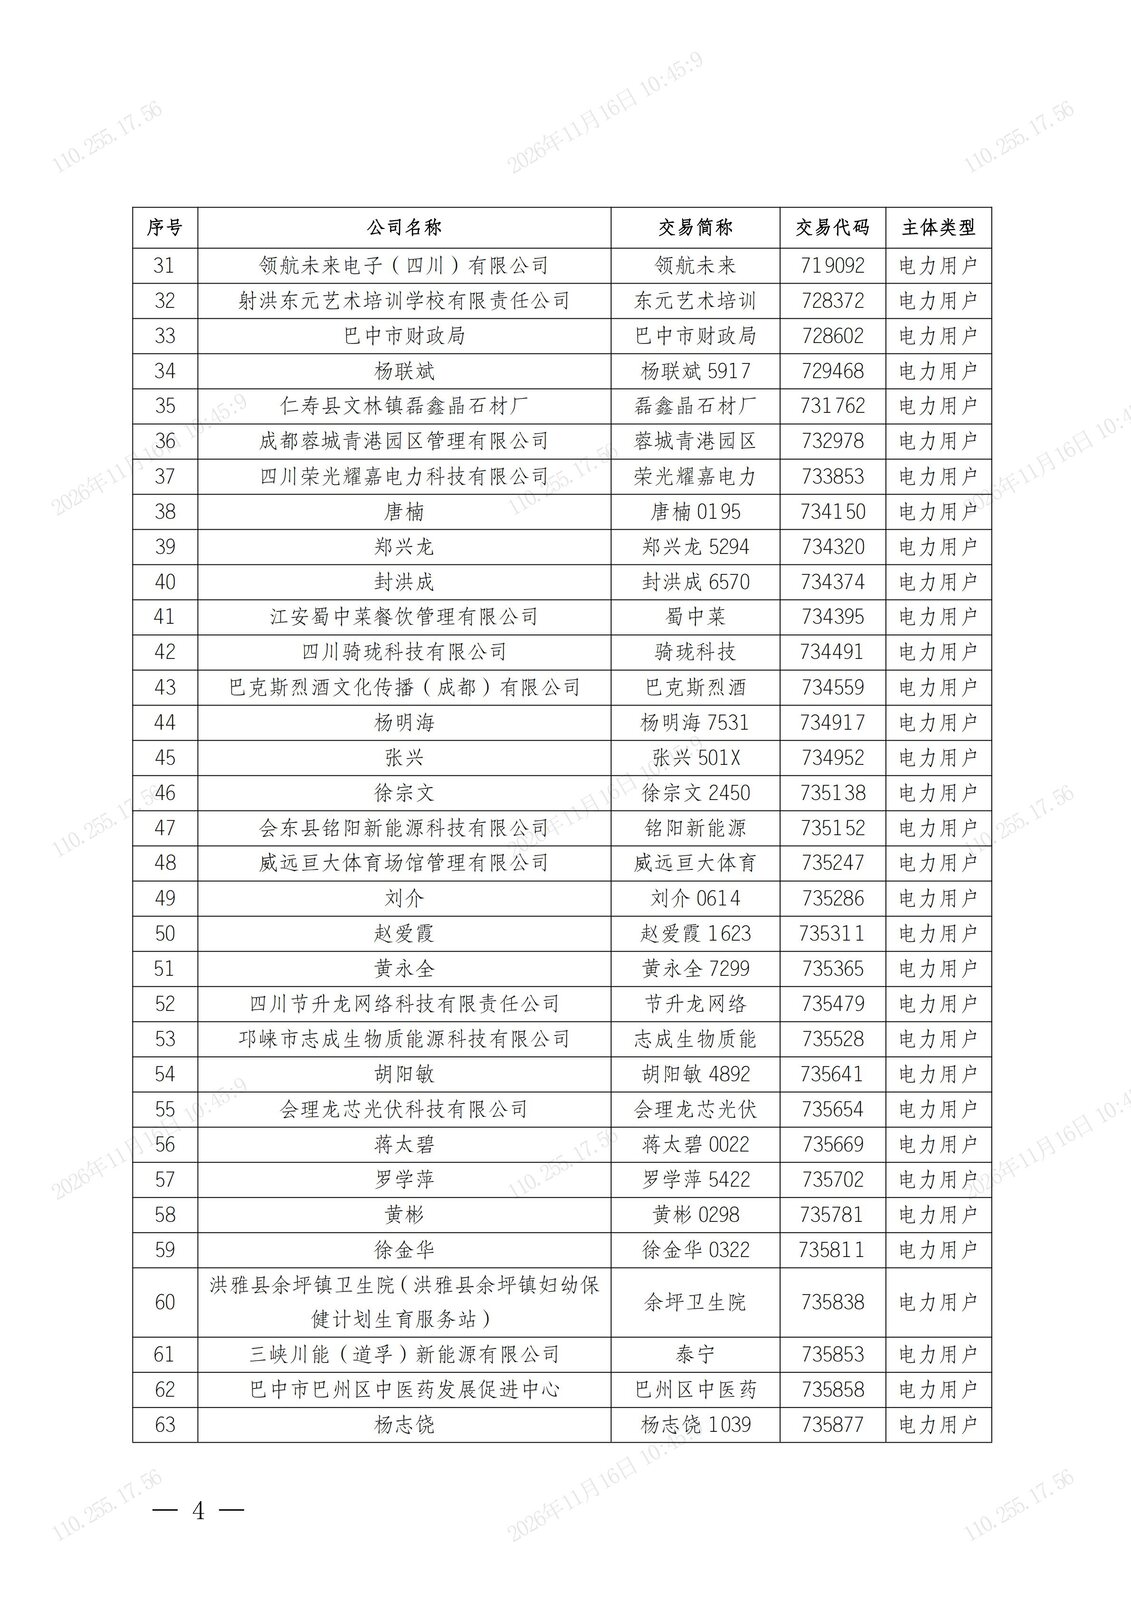 110.255.17.56
2026年11月16日 10:45:9
110.255.17.56
序号 公司名称 交易简称 交易代码 主体类型
31 领航未来电子（四川）有限公司 领航未来 719092 电力用户
32 射洪东元艺术培训学校有限责任公司 东元艺术培训 728372 电力用户
33 巴中市财政局 巴中市财政局 728602 电力用户
34 杨联斌 杨联斌 5917 729468 电力用户
35 仁寿县文林镇磊鑫晶石材厂 磊鑫晶石材厂 731762 电力用户
36 成都蓉城青港园区管理有限公司 蓉城青港园区 732978 电力用户
37 四川荣光耀嘉电力科技有限公司 荣光耀嘉电力 733853 电力用户
38 唐楠 唐楠 0195 734150 电力用户
39 郑兴龙 郑兴龙 5294 734320 电力用户
40 封洪成 封洪成 6570 734374 电力用户
41 江安蜀中菜餐饮管理有限公司 蜀中菜 734395 电力用户
42 四川骑珑科技有限公司 骑珑科技 734491 电力用户
43 巴克斯烈酒文化传播（成都）有限公司 巴克斯烈酒 734559 电力用户
44 杨明海 杨明海 7531 734917 电力用户
45 张兴 张兴 501X 734952 电力用户
46 徐宗文 徐宗文 2450 735138 电力用户
47 会东县铭阳新能源科技有限公司 铭阳新能源 735152 电力用户
48 威远亘大体育场馆管理有限公司 威远亘大体育 735247 电力用户
49 刘介 刘介 0614 735286 电力用户
50 赵爱霞 赵爱霞 1623 735311 电力用户
51 黄永全 黄永全 7299 735365 电力用户
52 四川节升龙网络科技有限责任公司 节升龙网络 735479 电力用户
53 邛崃市志成生物质能源科技有限公司 志成生物质能 735528 电力用户
54 胡阳敏 胡阳敏 4892 735641 电力用户
55 会理龙芯光伏科技有限公司 会理龙芯光伏 735654 电力用户
56 蒋太碧 蒋太碧 0022 735669 电力用户
57 罗学萍 罗学萍 5422 735702 电力用户
58 黄彬 黄彬 0298 735781 电力用户
59 徐金华 徐金华 0322 735811 电力用户
60 洪雅县余坪镇卫生院（洪雅县余坪镇妇幼保
健计划生育服务站） 余坪卫生院 735838 电力用户
61 三峡川能（道孚）新能源有限公司 泰宁 735853 电力用户
62 巴中市巴州区中医药发展促进中心 巴州区中医药 735858 电力用户
63 杨志饶 杨志饶 1039 735877 电力用户
— 4 —
110.255.17.56
2026年11月16日 10:45:9
110.255.17.56